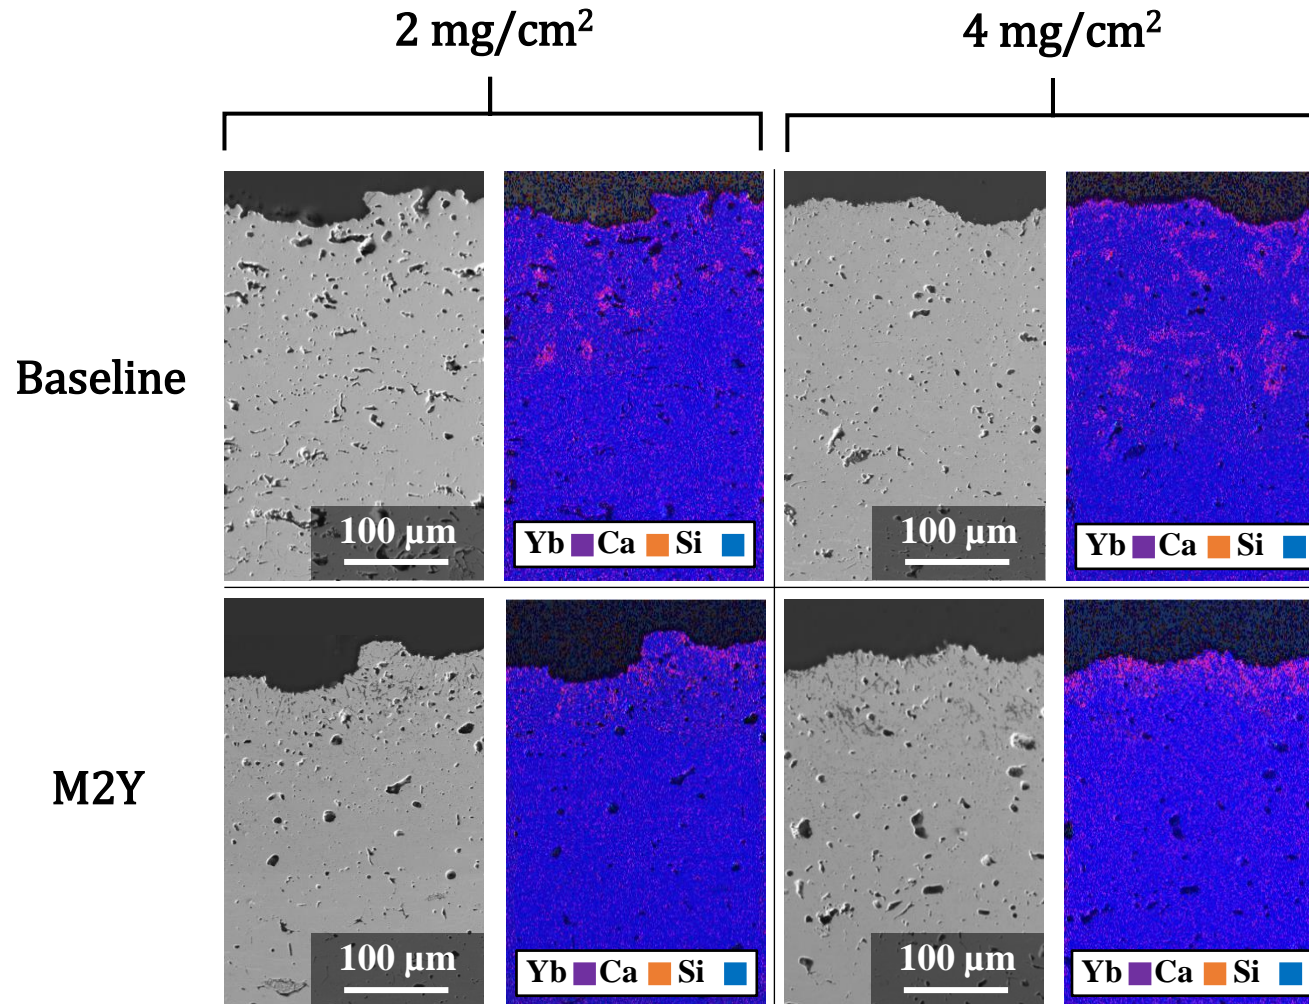 2 mg/cm² 4 mg/cm²
Baseline
100 µm Yb Ca Si 100 µm Yb Ca Si
M2Y
100 µm Yb Ca Si 100 µm Yb Ca Si